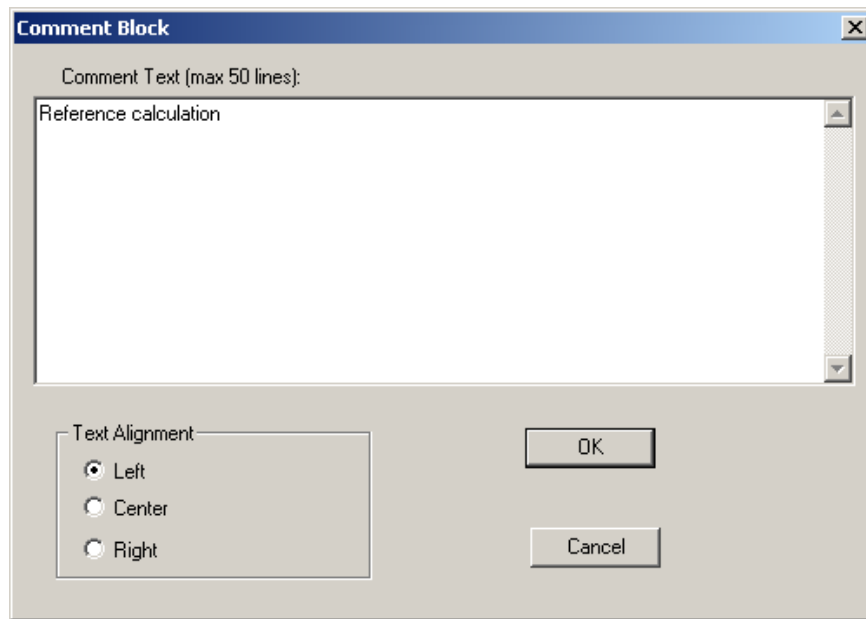 Comment Block
Comment Text (max 50 lines):
Reference calculation
Text Alignment
Left
Center
Right
OK
Cancel